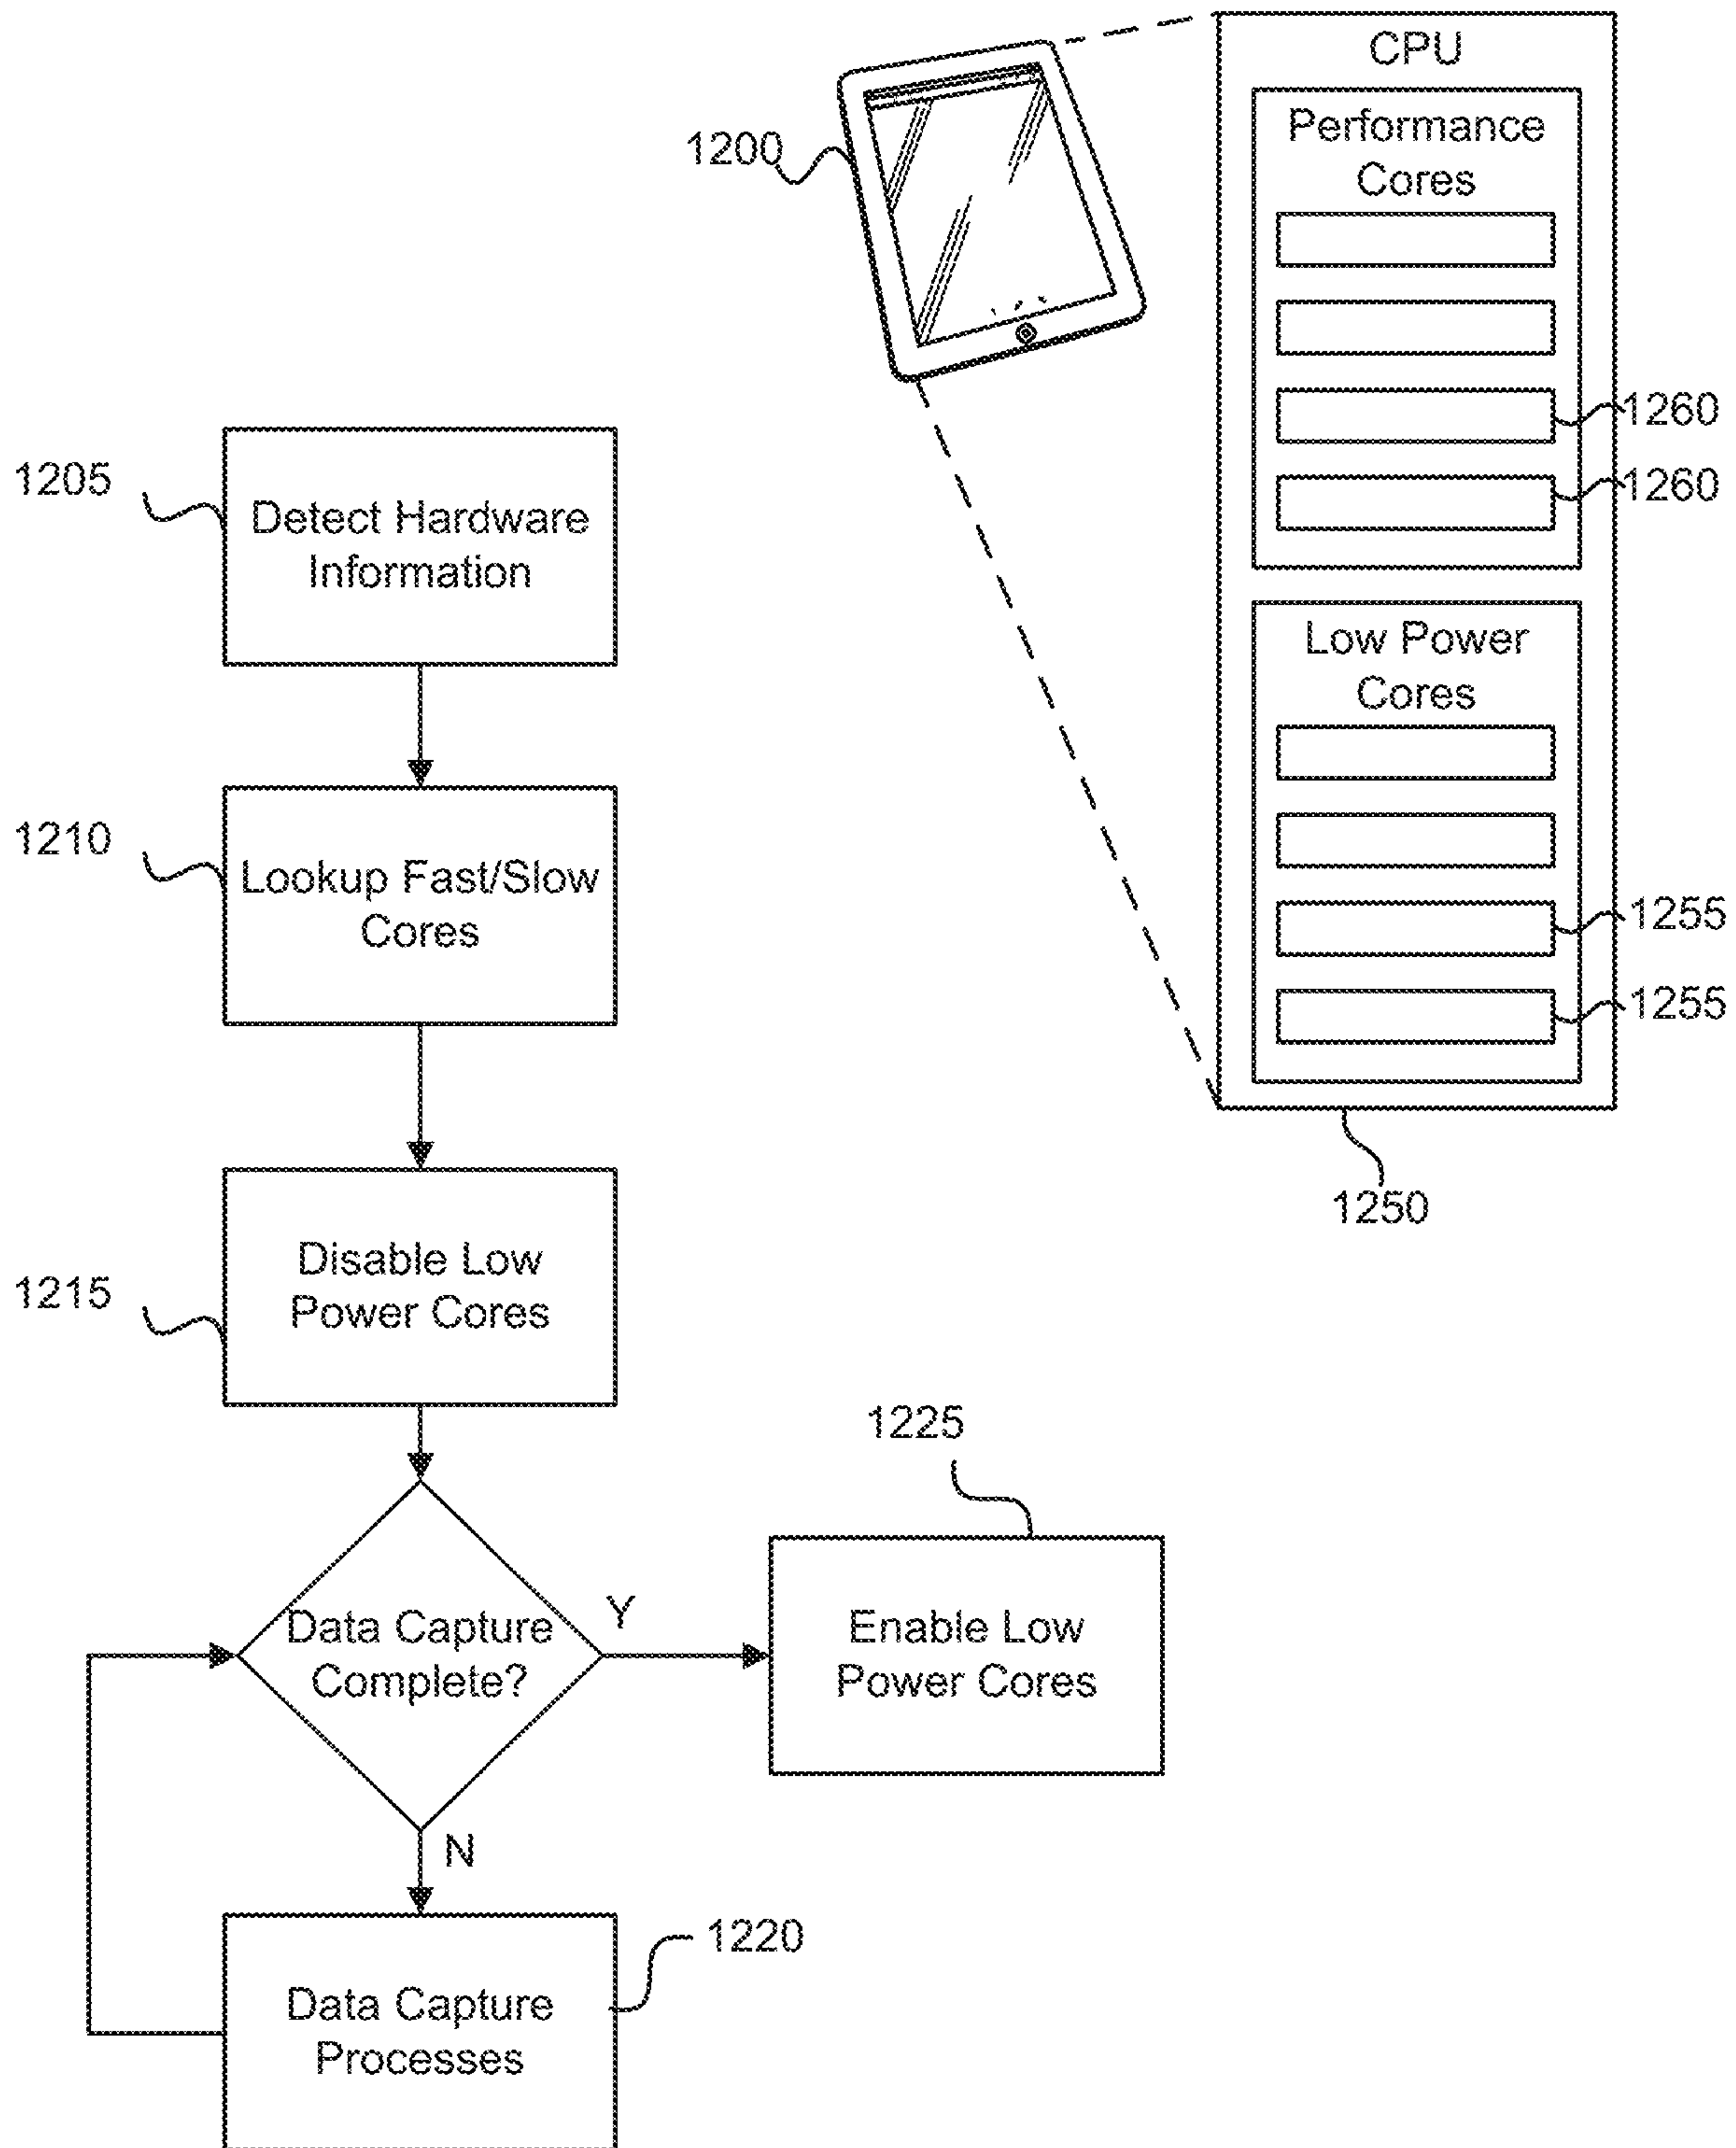 CPU
Performance
Cores
1200
1260
1260
Low Power
Cores
1255
1255
1250
1205
Detect Hardware
Information
1210
Lookup Fast/Slow
Cores
1215
Disable Low
Power Cores
1225
Data Capture
Complete?
Y
Enable Low
Power Cores
N
1220
Data Capture
Processes